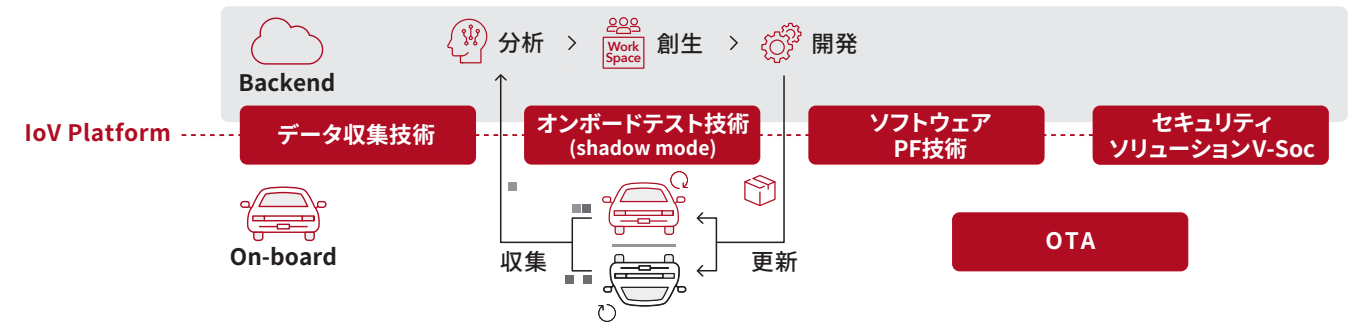 分析 > Work Space 創生 > 開発
Backend
IoV Platform
データ収集技術
オンボードテスト技術
(shadow mode)
ソフトウェア
PF技術
セキュリティ
ソリューションV-Soc
On-board
収集
更新
OTA